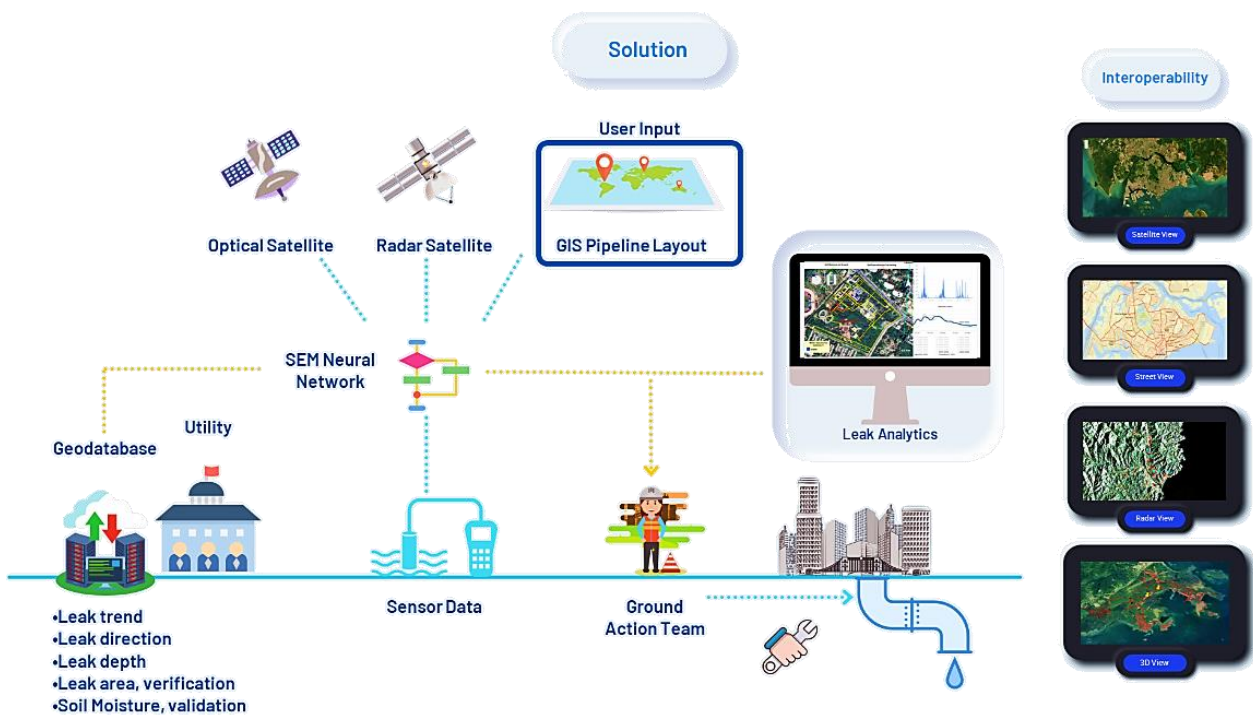 Solution
Interoperability
User Input
Optical Satellite
Radar Satellite
GIS Pipeline Layout
Satellite View
SEM Neural
Network
Street View
Leak Analytics
Utility
Geodatabase
Radar View
Sensor Data
Ground
Action Team
•Leak trend
•Leak direction
•Leak depth
•Leak area, verification
•Soil Moisture, validation
3D View